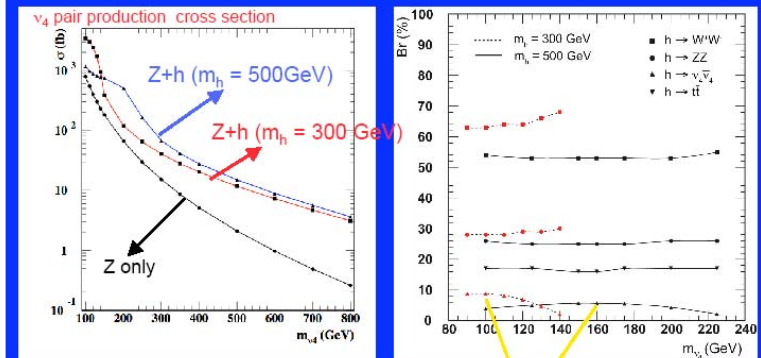 ν4 pair production cross section
σ (fb)
10³
10²
10
1
10⁻¹
Z+h (mh = 500GeV)
Z+h (mh = 300 GeV)
Z only
100 200 300 400 500 600 700 800
mν4 (GeV)
Br (%)
100
90
80
70
60
50
40
30
20
10
0
mh = 300 GeV
mh = 500 GeV
h → W⁺W⁻
h → ZZ
h → ν4ν̄4
h → tt̄
80 100 120 140 160 180 200 220 240
mν4 (GeV)